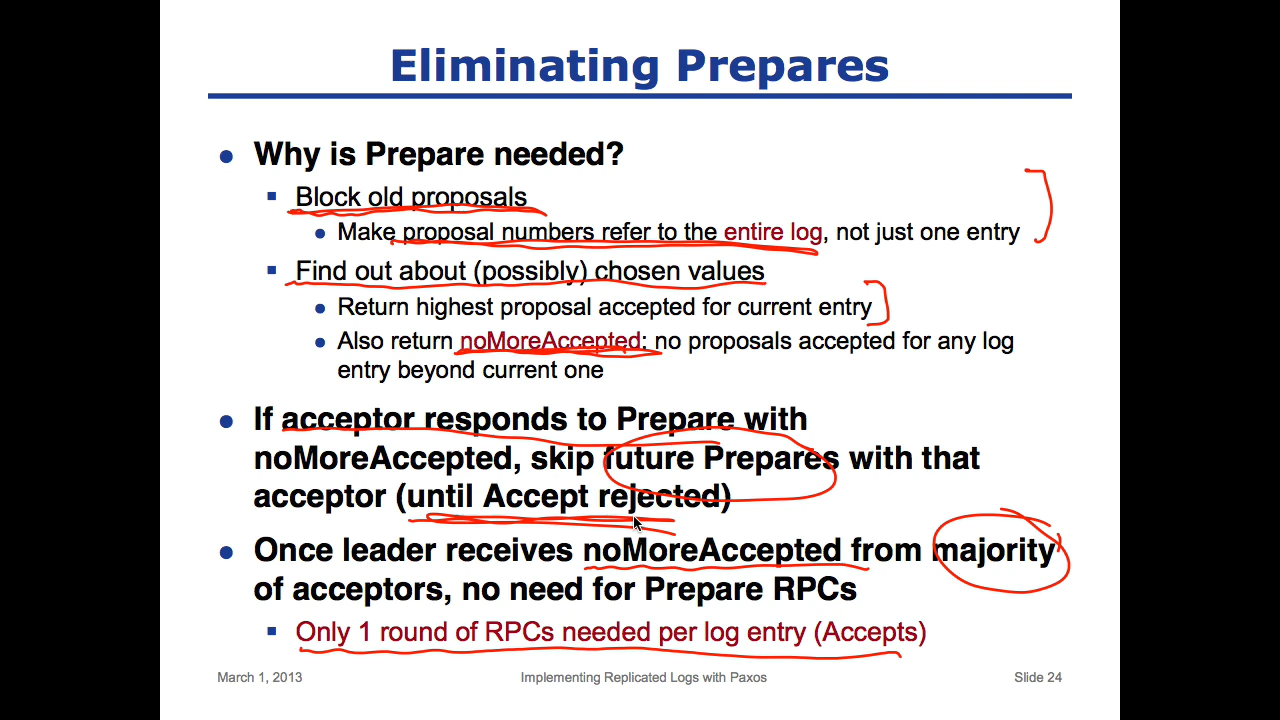 Eliminating Prepares
Why is Prepare needed?
Block old proposals
Make proposal numbers refer to the entire log, not just one entry
Find out about (possibly) chosen values
Return highest proposal accepted for current entry
Also return noMoreAccepted: no proposals accepted for any log
entry beyond current one
If acceptor responds to Prepare with
noMoreAccepted, skip future Prepares with that
acceptor (until Accept rejected)
Once leader receives noMoreAccepted from majority
of acceptors, no need for Prepare RPCs
Only 1 round of RPCs needed per log entry (Accepts)
March 1, 2013 Implementing Replicated Logs with Paxos Slide 24